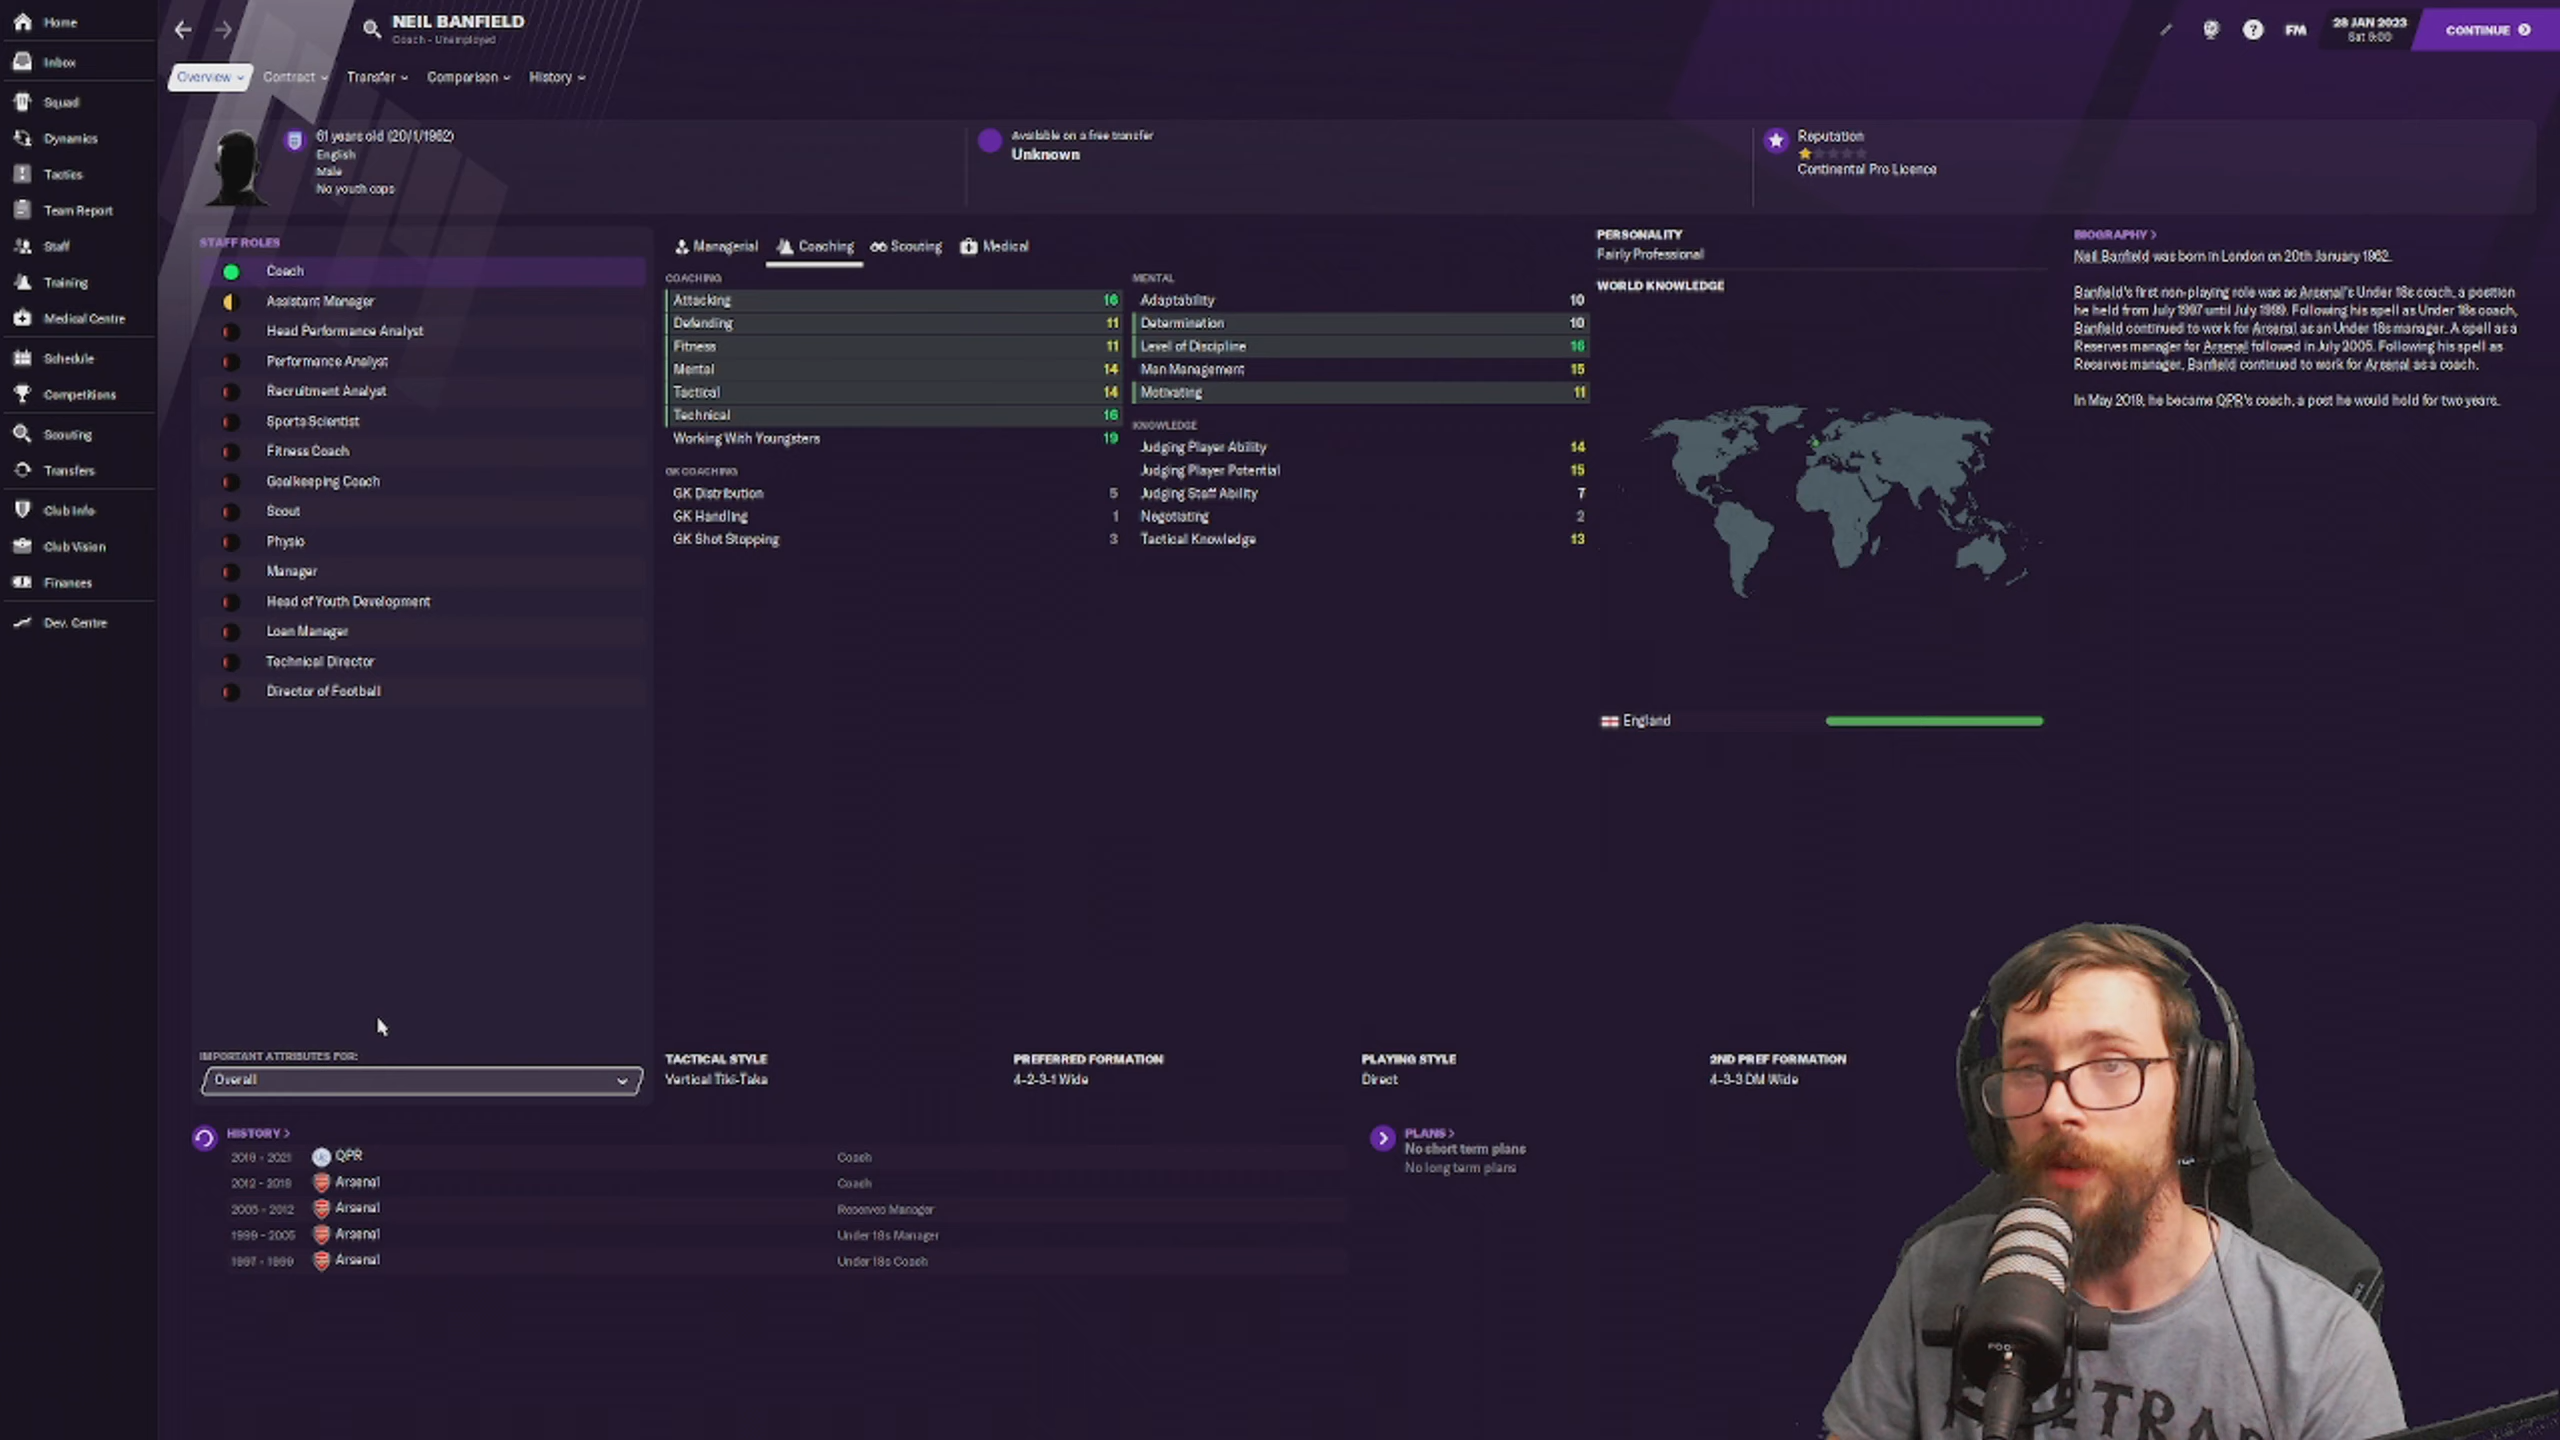 Home
Inbox
Squad
Dynamics
Tactics
Team Report
Staff
Training
Medical Centre
Schedule
Competitions
Scouting
Transfers
Club Info
Club Vision
Finances
Dev. Centre
NEIL BANFIELD
Coach - Unemployed
FM
28 JAN 2023
Sat 9:00
CONTINUE
Overview
Contract
Transfer
Comparison
History
61 years old (20/1/1962)
English
Male
No youth caps
Available on a free transfer
Unknown
Reputation
Continental Pro Licence
STAFF ROLES
Coach
Assistant Manager
Head Performance Analyst
Performance Analyst
Recruitment Analyst
Sports Scientist
Fitness Coach
Goalkeeping Coach
Scout
Physio
Manager
Head of Youth Development
Loan Manager
Technical Director
Director of Football
IMPORTANT ATTRIBUTES FOR:
Overall
Managerial
Coaching
Scouting
Medical
COACHING
Attacking 16
Defending 11
Fitness 11
Mental 14
Tactical 14
Technical 16
Working With Youngsters 19
GK COACHING
GK Distribution 5
GK Handling 1
GK Shot Stopping 3
MENTAL
Adaptability 10
Determination 10
Level of Discipline 16
Man Management 15
Motivating 11
KNOWLEDGE
Judging Player Ability 14
Judging Player Potential 15
Judging Staff Ability 7
Negotiating 2
Tactical Knowledge 13
PERSONALITY
Fairly Professional
WORLD KNOWLEDGE
England
BIOGRAPHY >
Neil Banfield was born in London on 20th January 1962.
Banfield's first non-playing role was as Arsenal's Under 18s coach, a position
he held from July 1997 until July 1999. Following his spell as Under 18s coach,
Banfield continued to work for Arsenal as an Under 18s manager. A spell as a
Reserves manager for Arsenal followed in July 2005. Following his spell as
Reserves manager, Banfield continued to work for Arsenal as a coach.
In May 2019, he became QPR's coach, a post he would hold for two years.
TACTICAL STYLE
Vertical Tiki-Taka
PREFERRED FORMATION
4-2-3-1 Wide
PLAYING STYLE
Direct
2ND PREF FORMATION
4-3-3 DM Wide
HISTORY >
2019 - 2021 QPR Coach
2012 - 2018 Arsenal Coach
2005 - 2012 Arsenal Reserves Manager
1999 - 2005 Arsenal Under 18s Manager
1997 - 1999 Arsenal Under 18s Coach
PLANS >
No short term plans
No long term plans